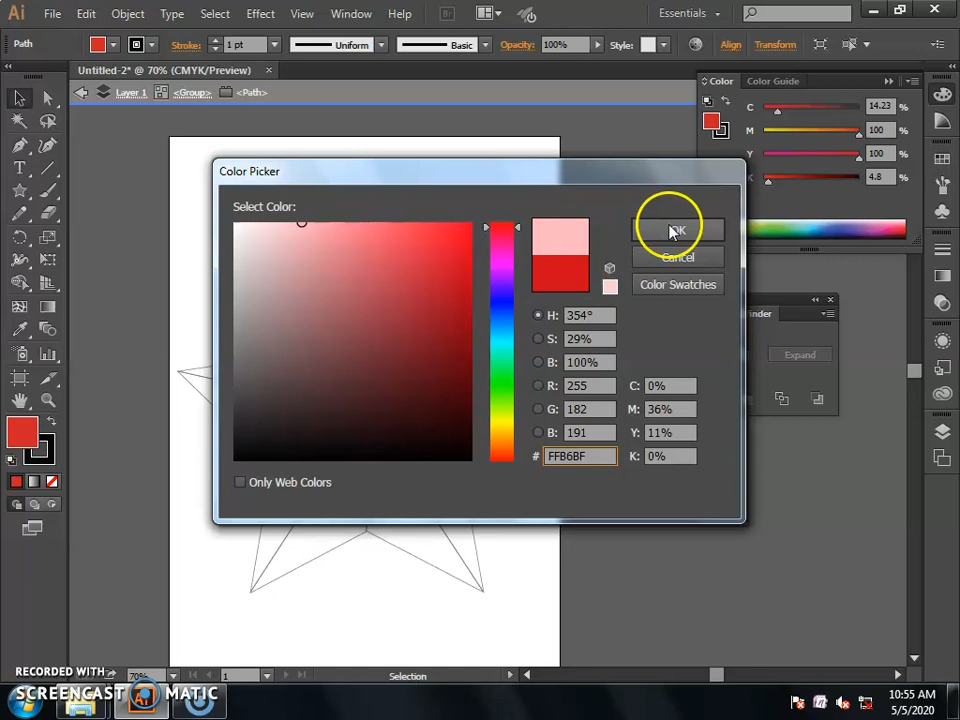 Ai File Edit Object Type Select Effect View Window Help Br Essentials
Path Stroke: 1 pt Uniform Basic Opacity: 100% Style: Align Transform
Untitled-2* @ 70% (CMYK/Preview)
Layer 1 <Group> <Path>
Color Color Guide
C 14.23 %
M 100 %
Y 100 %
K 4.8 %
Color Picker
Select Color:
OK
Cancel
Color Swatches
H: 354°
S: 29%
B: 100%
R: 255 C: 0%
G: 182 M: 36%
B: 191 Y: 11%
# FFB6BF K: 0%
Only Web Colors
Expand
70% 1 Selection
RECORDED WITH
SCREENCAST MATIC
Ai
10:55 AM
5/5/2020